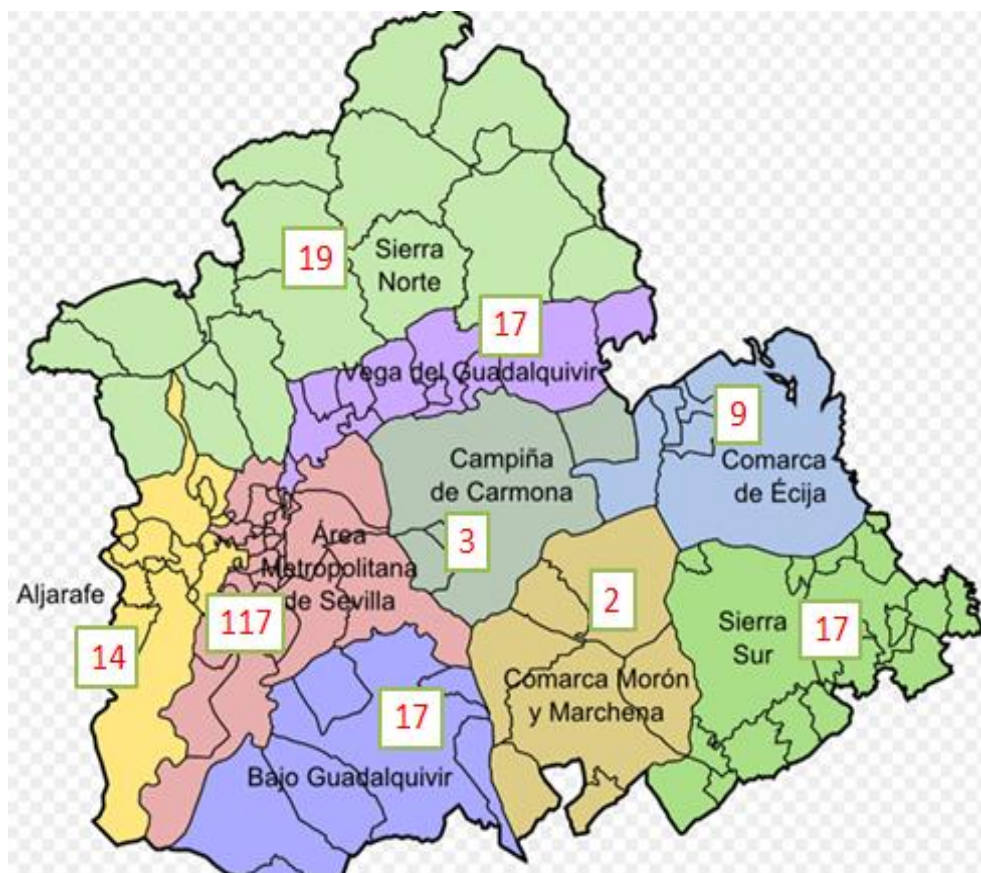 Sierra
Norte
19
17
Vega del Guadalquivir
9
Comarca
de Écija
Campiña
de Carmona
3
Área
Metropolitana
de Sevilla
Aljarafe
117
14
2
Sierra
Sur
17
Comarca Morón
y Marchena
17
Bajo Guadalquivir